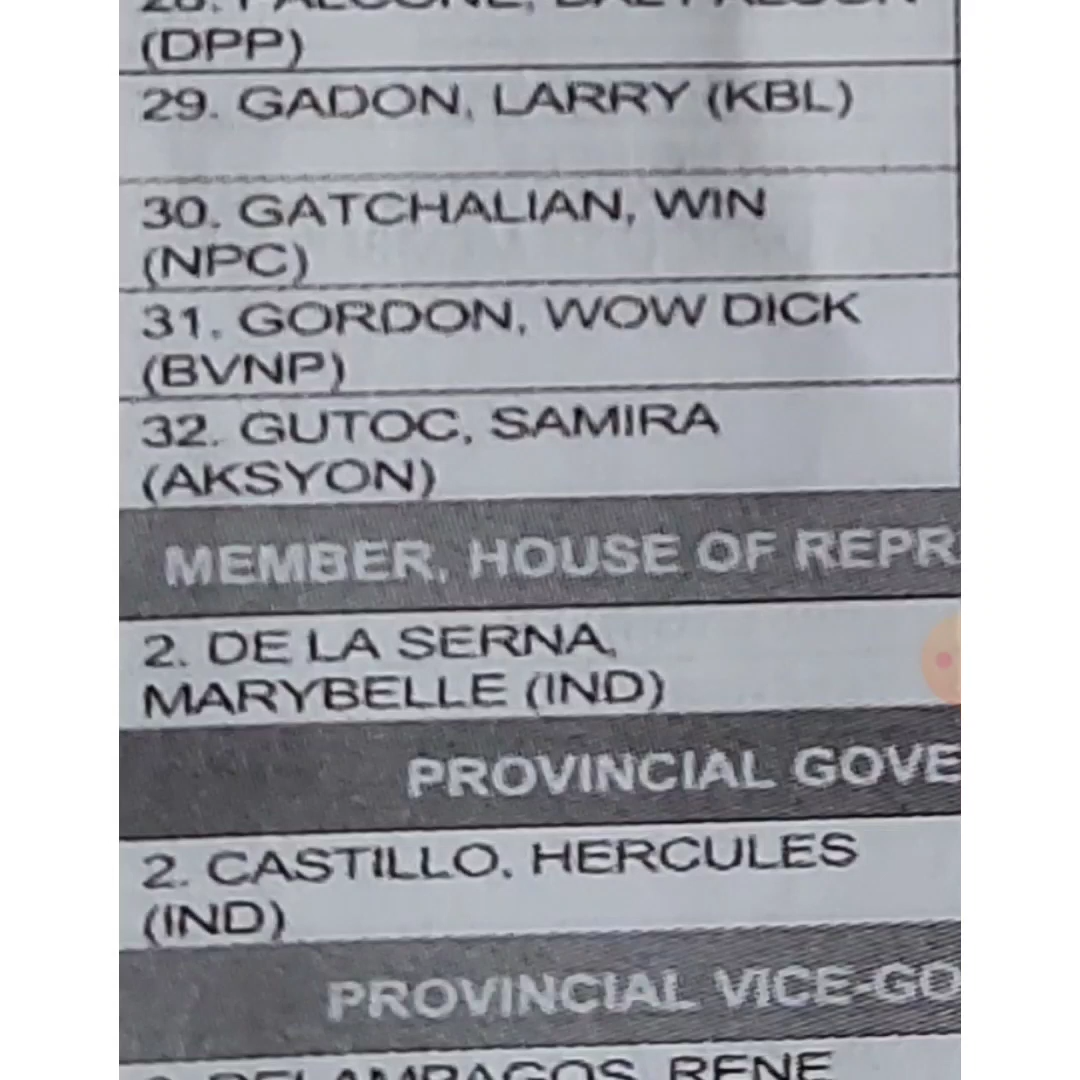 (DPP)
29. GADON, LARRY (KBL)
30. GATCHALIAN, WIN
(NPC)
31. GORDON, WOW DICK
(BVNP)
32. GUTOC, SAMIRA
(AKSYON)
MEMBER, HOUSE OF REPR
2. DE LA SERNA,
MARYBELLE (IND)
PROVINCIAL GOVE
2. CASTILLO, HERCULES
(IND)
PROVINCIAL VICE-GO
RENE